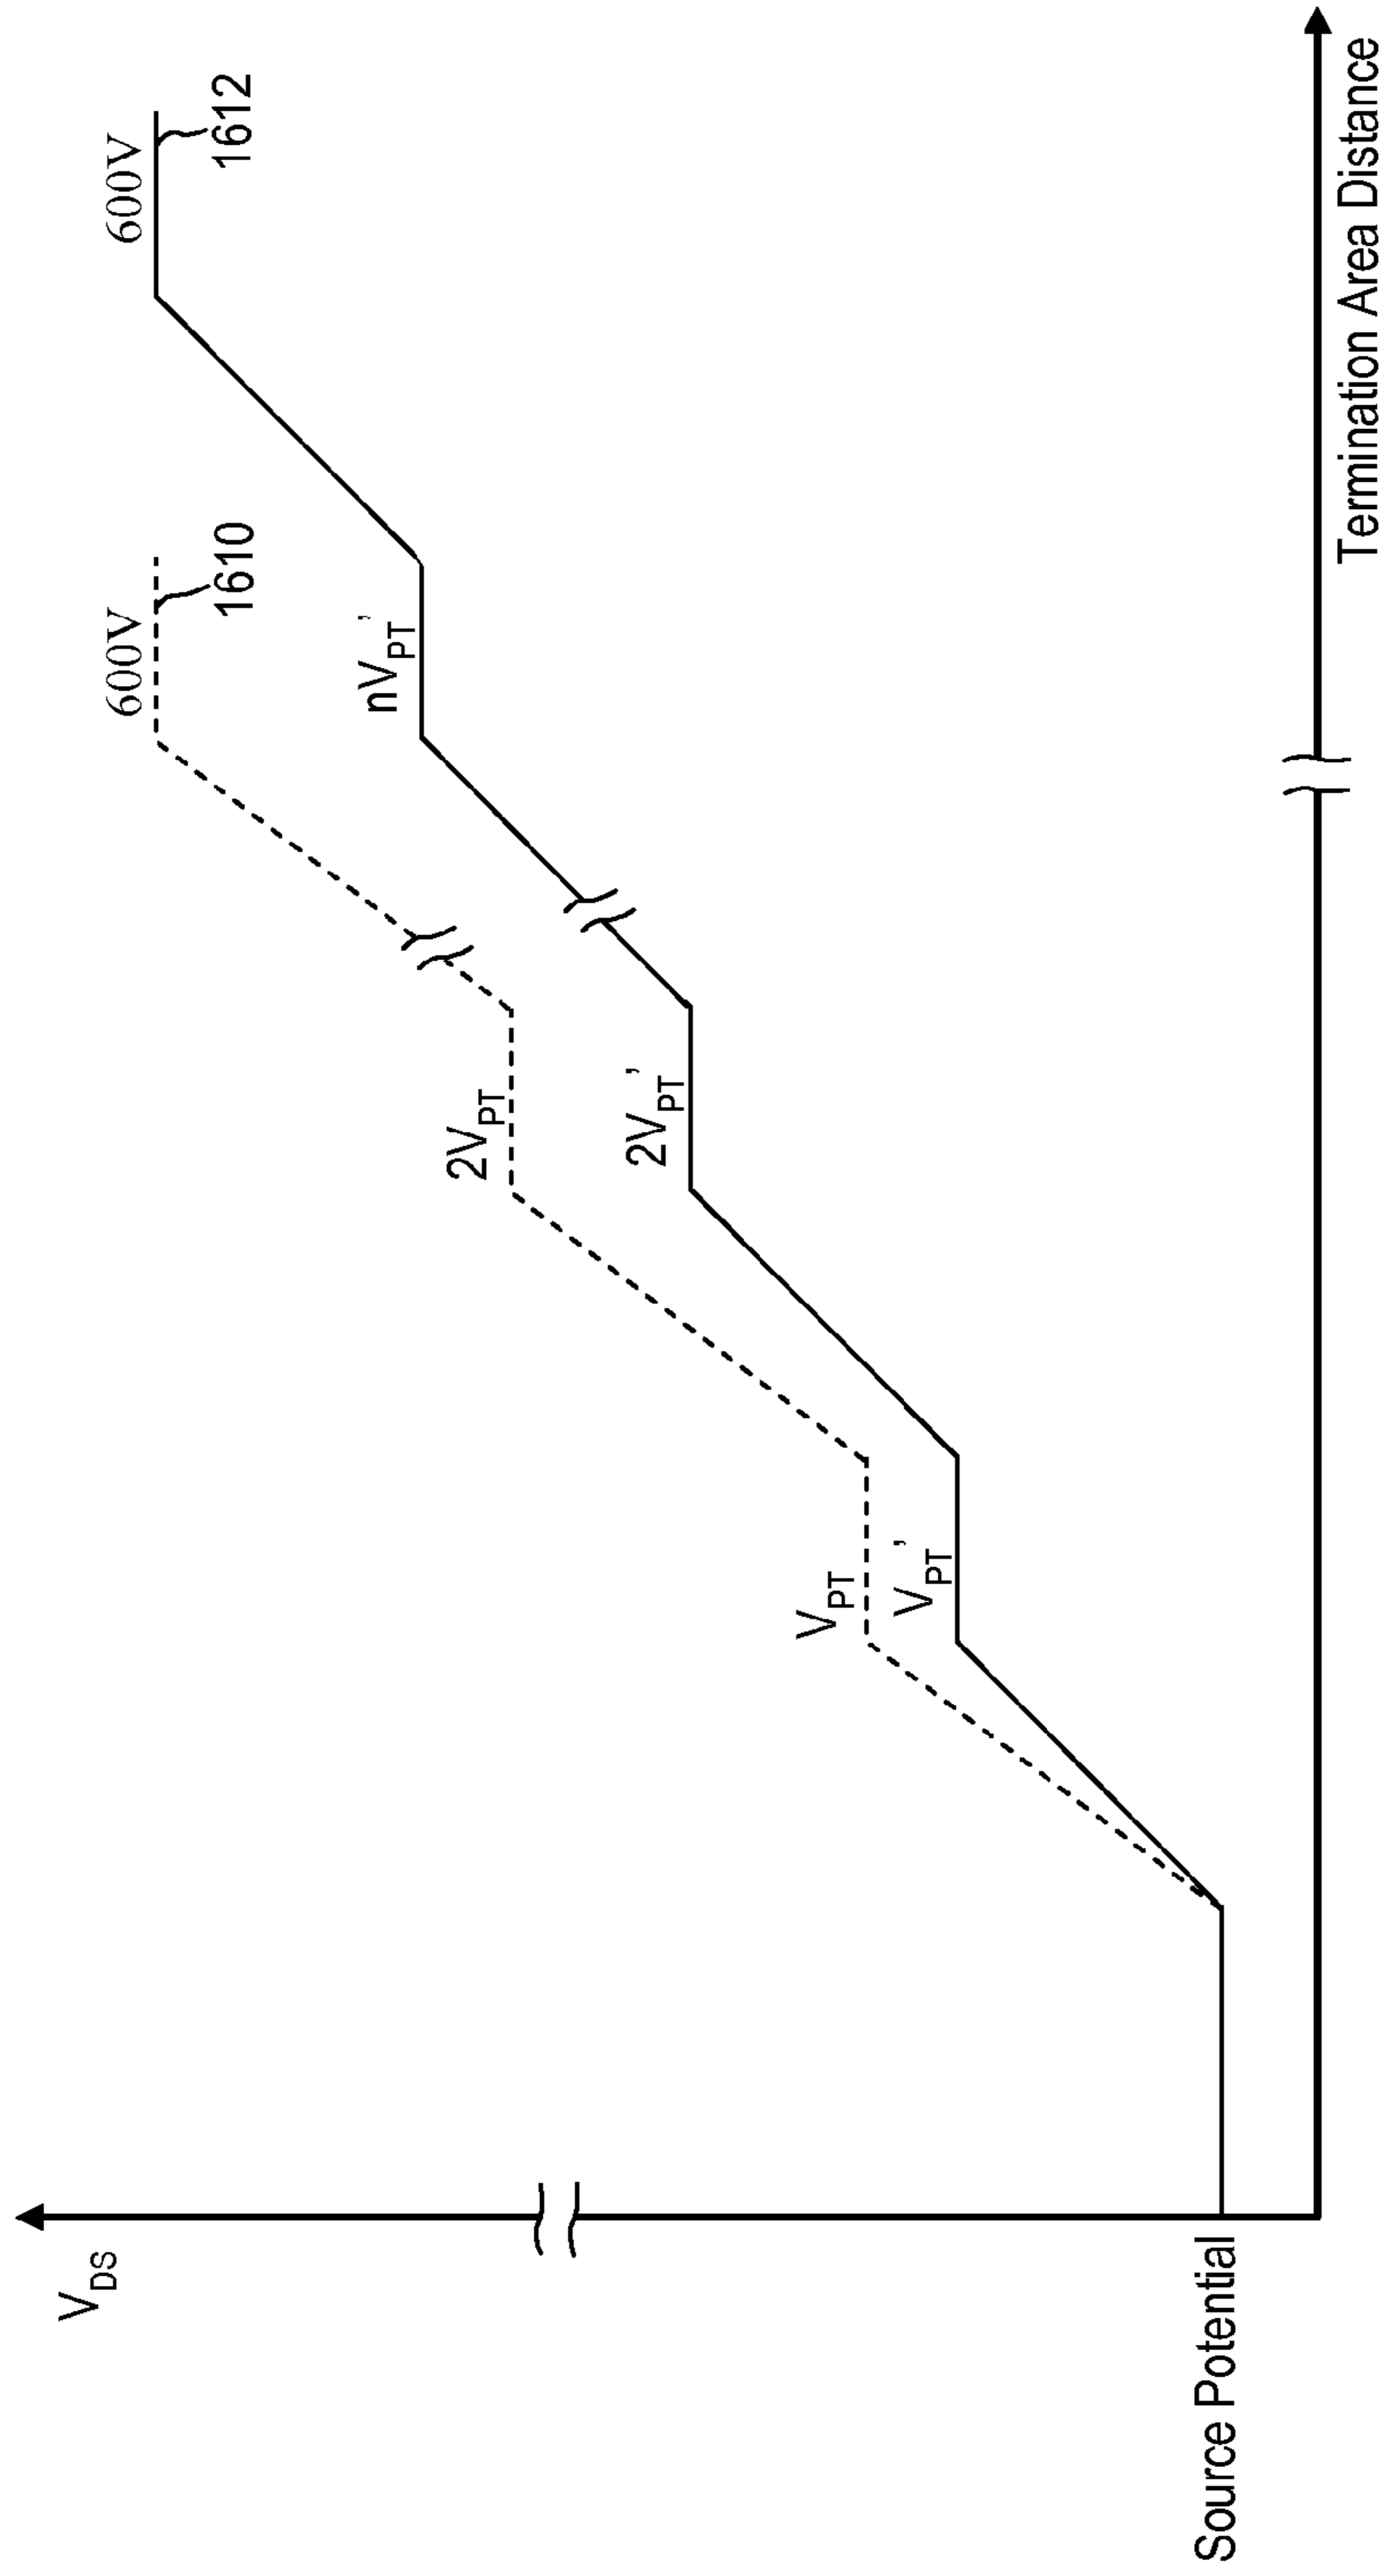 V_DS
600V
1612
600V
1610
nV_PT'
2V_PT
2V_PT'
V_PT
V_PT'
Source Potential
Termination Area Distance